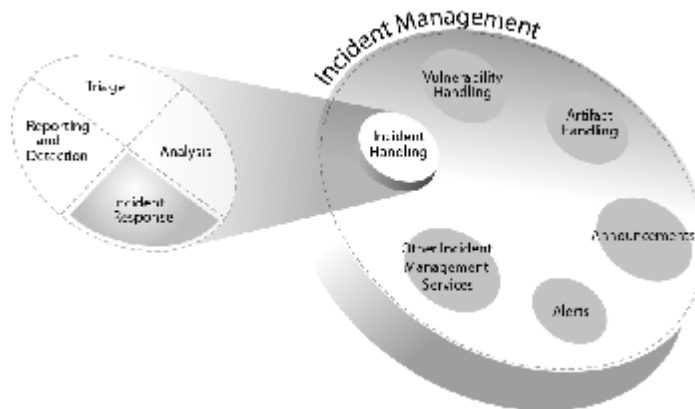 Incident Management
Triage
Reporting
and
Detection
Analysis
Incident
Response
Incident
Handling
Vulnerability
Handling
Artifact
Handling
Announcements
Other Incident
Management
Services
Alerts